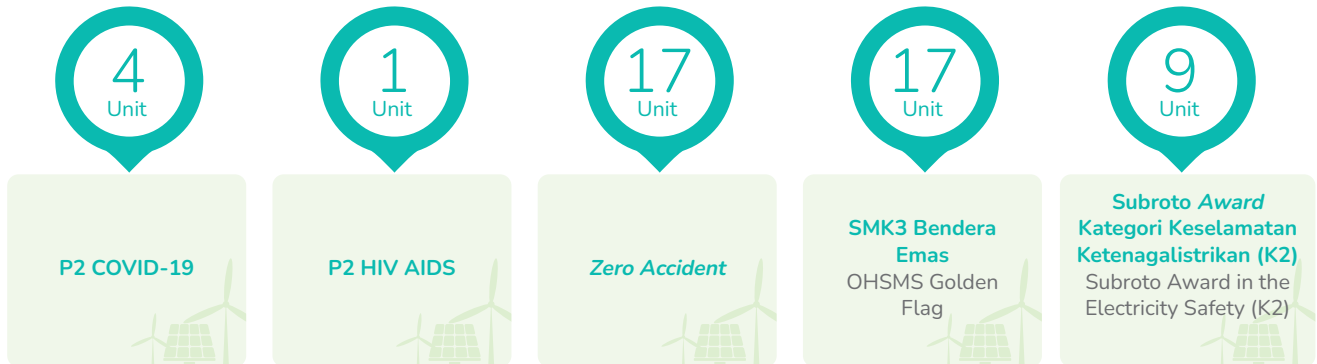 4
Unit
P2 COVID-19
1
Unit
P2 HIV AIDS
17
Unit
Zero Accident
17
Unit
SMK3 Bendera
Emas
OHSMS Golden
Flag
9
Unit
Subroto Award
Kategori Keselamatan
Ketenagalistrikan (K2)
Subroto Award in the
Electricity Safety (K2)